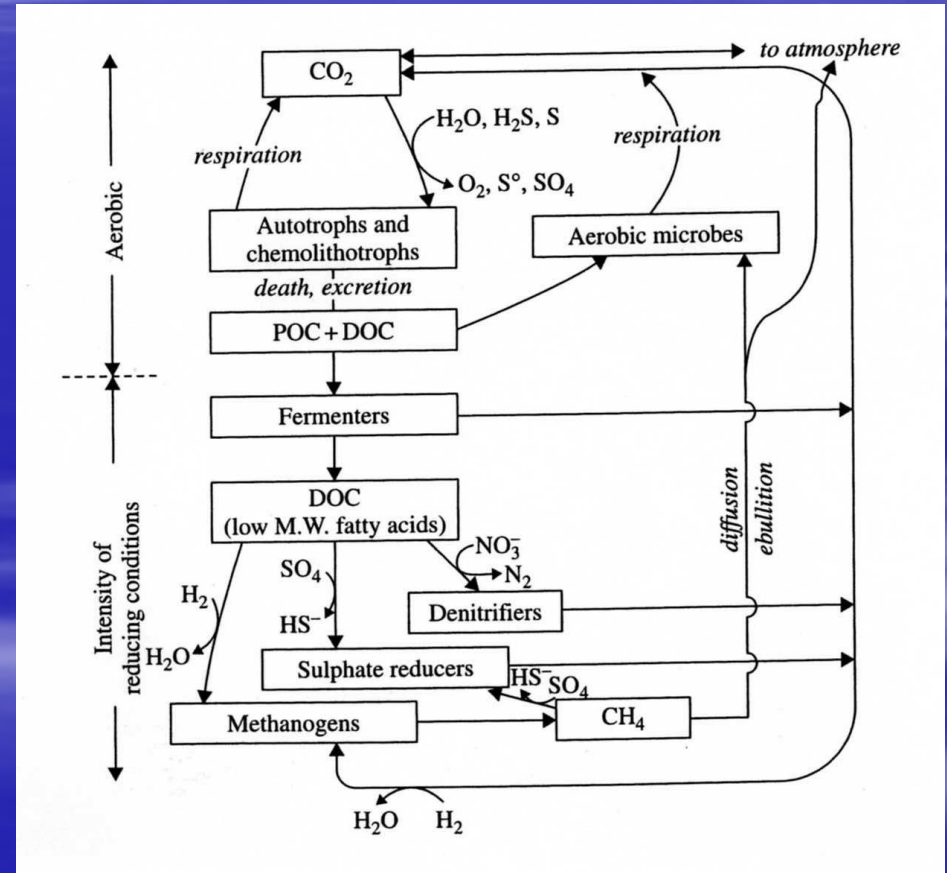 to atmosphere
CO₂
H₂O, H₂S, S
respiration
respiration
O₂, S°, SO₄
Aerobic
Autotrophs and
chemolithotrophs
Aerobic microbes
death, excretion
POC + DOC
Fermenters
DOC
(low M.W. fatty acids)
diffusion
ebullition
Intensity of
reducing conditions
NO₃⁻
N₂
SO₄
H₂
HS⁻
Denitrifiers
H₂O
Sulphate reducers
HS⁻
SO₄
Methanogens
CH₄
H₂O
H₂